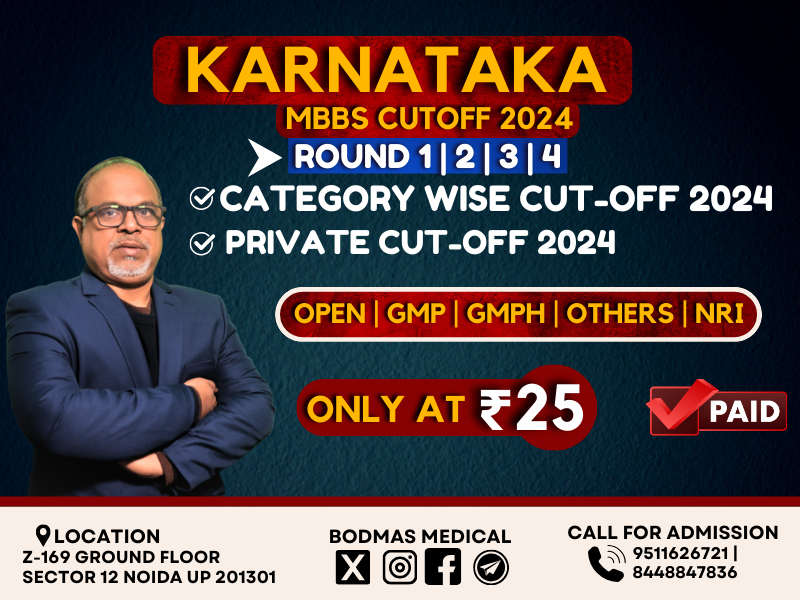 KARNATAKA
MBBS CUTOFF 2024
ROUND 1 | 2 | 3 | 4
CATEGORY WISE CUT-OFF 2024
PRIVATE CUT-OFF 2024
OPEN | GMP | GMPH | OTHERS | NRI
ONLY AT ₹25
PAID
LOCATION
Z-169 GROUND FLOOR
SECTOR 12 NOIDA UP 201301
BODMAS MEDICAL
CALL FOR ADMISSION
9511626721 |
8448847836